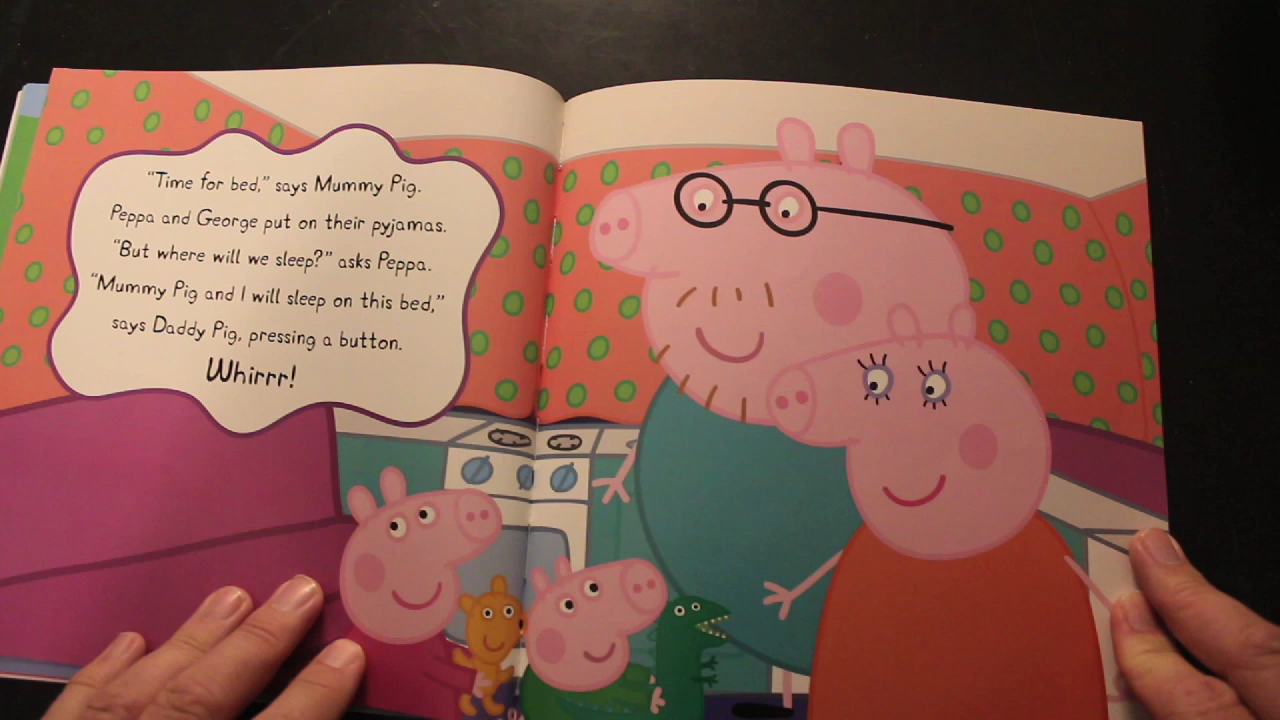 “Time for bed,” says Mummy Pig.
Peppa and George put on their pyjamas.
“But where will we sleep?” asks Peppa.
“Mummy Pig and I will sleep on this bed,”
says Daddy Pig, pressing a button.
Whirrr!